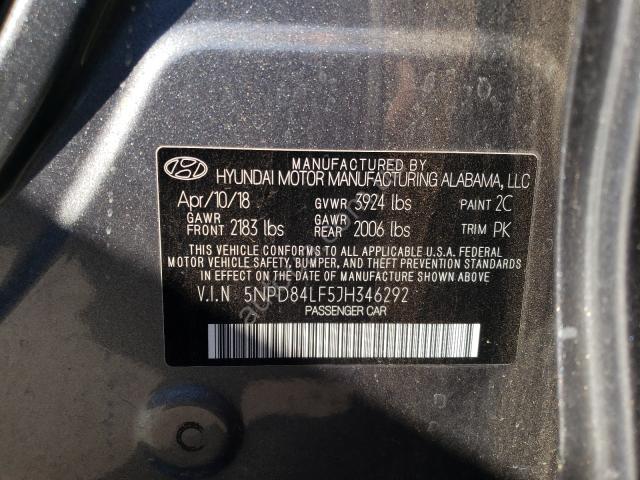 MANUFACTURED BY
HYUNDAI MOTOR MANUFACTURING ALABAMA, LLC
Apr/10/18 GVWR 3924 lbs PAINT 2C
GAWR FRONT 2183 lbs GAWR REAR 2006 lbs TRIM PK
THIS VEHICLE CONFORMS TO ALL APPLICABLE U.S.A. FEDERAL
MOTOR VEHICLE SAFETY, BUMPER, AND THEFT PREVENTION STANDARDS
IN EFFECT ON THE DATE OF MANUFACTURE SHOWN ABOVE
V.I.N 5NPD84LF5JH346292
PASSENGER CAR
C